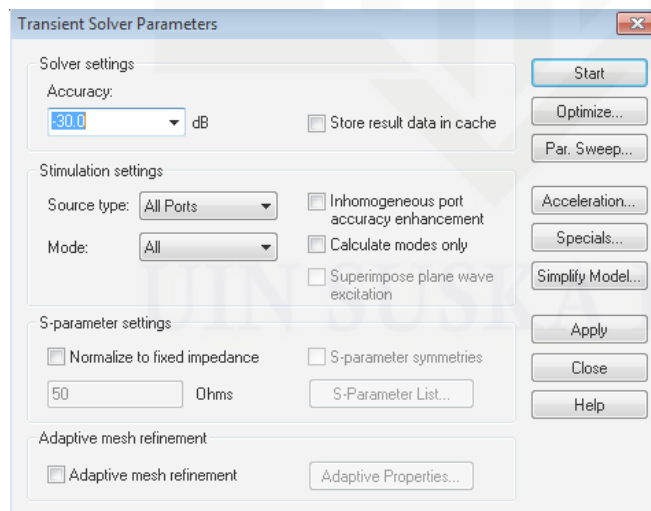 Transient Solver Parameters
Solver settings
Accuracy:
-30.0 dB
Store result data in cache
Stimulation settings
Source type: All Ports
Mode: All
Inhomogeneous port
accuracy enhancement
Calculate modes only
Superimpose plane wave
excitation
S-parameter settings
Normalize to fixed impedance
50 Ohms
S-parameter symmetries
S-Parameter List...
Adaptive mesh refinement
Adaptive mesh refinement
Adaptive Properties...
Start
Optimize...
Par. Sweep...
Acceleration...
Specials...
Simplify Model...
Apply
Close
Help
UIN SUSKA